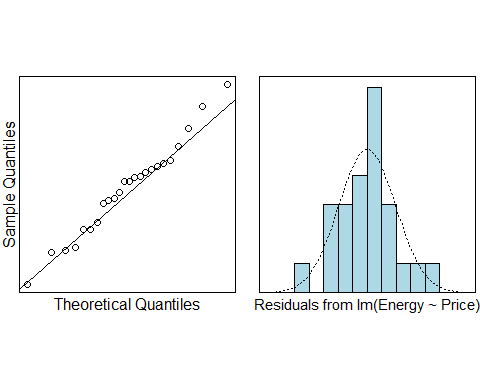 Sample Quantiles
Theoretical Quantiles
Residuals from lm(Energy ~ Price)